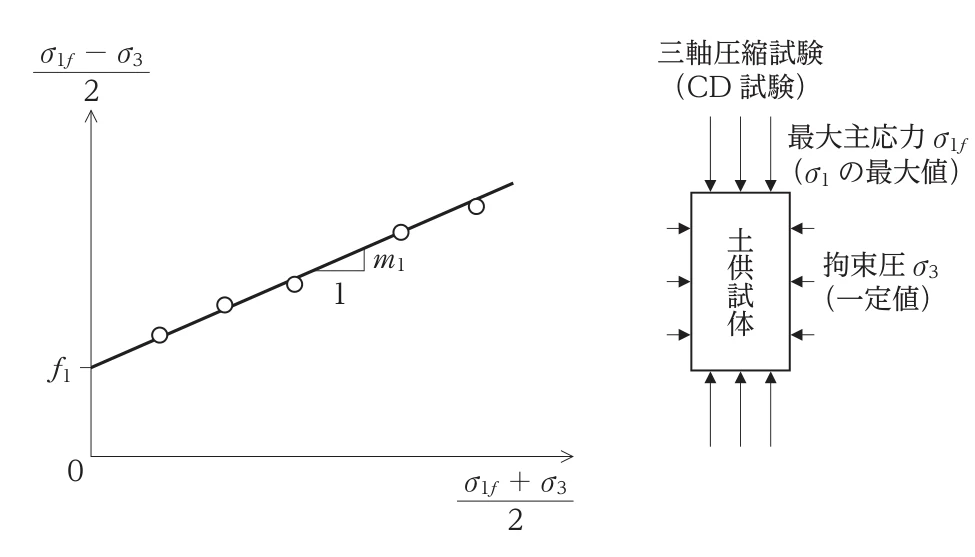 σ1f − σ3
2
f1
m1
1
0
σ1f + σ3
2
三軸圧縮試験
（CD 試験）
最大主応力 σ1f
（σ1 の最大値）
土供試体
拘束圧 σ3
（一定値）